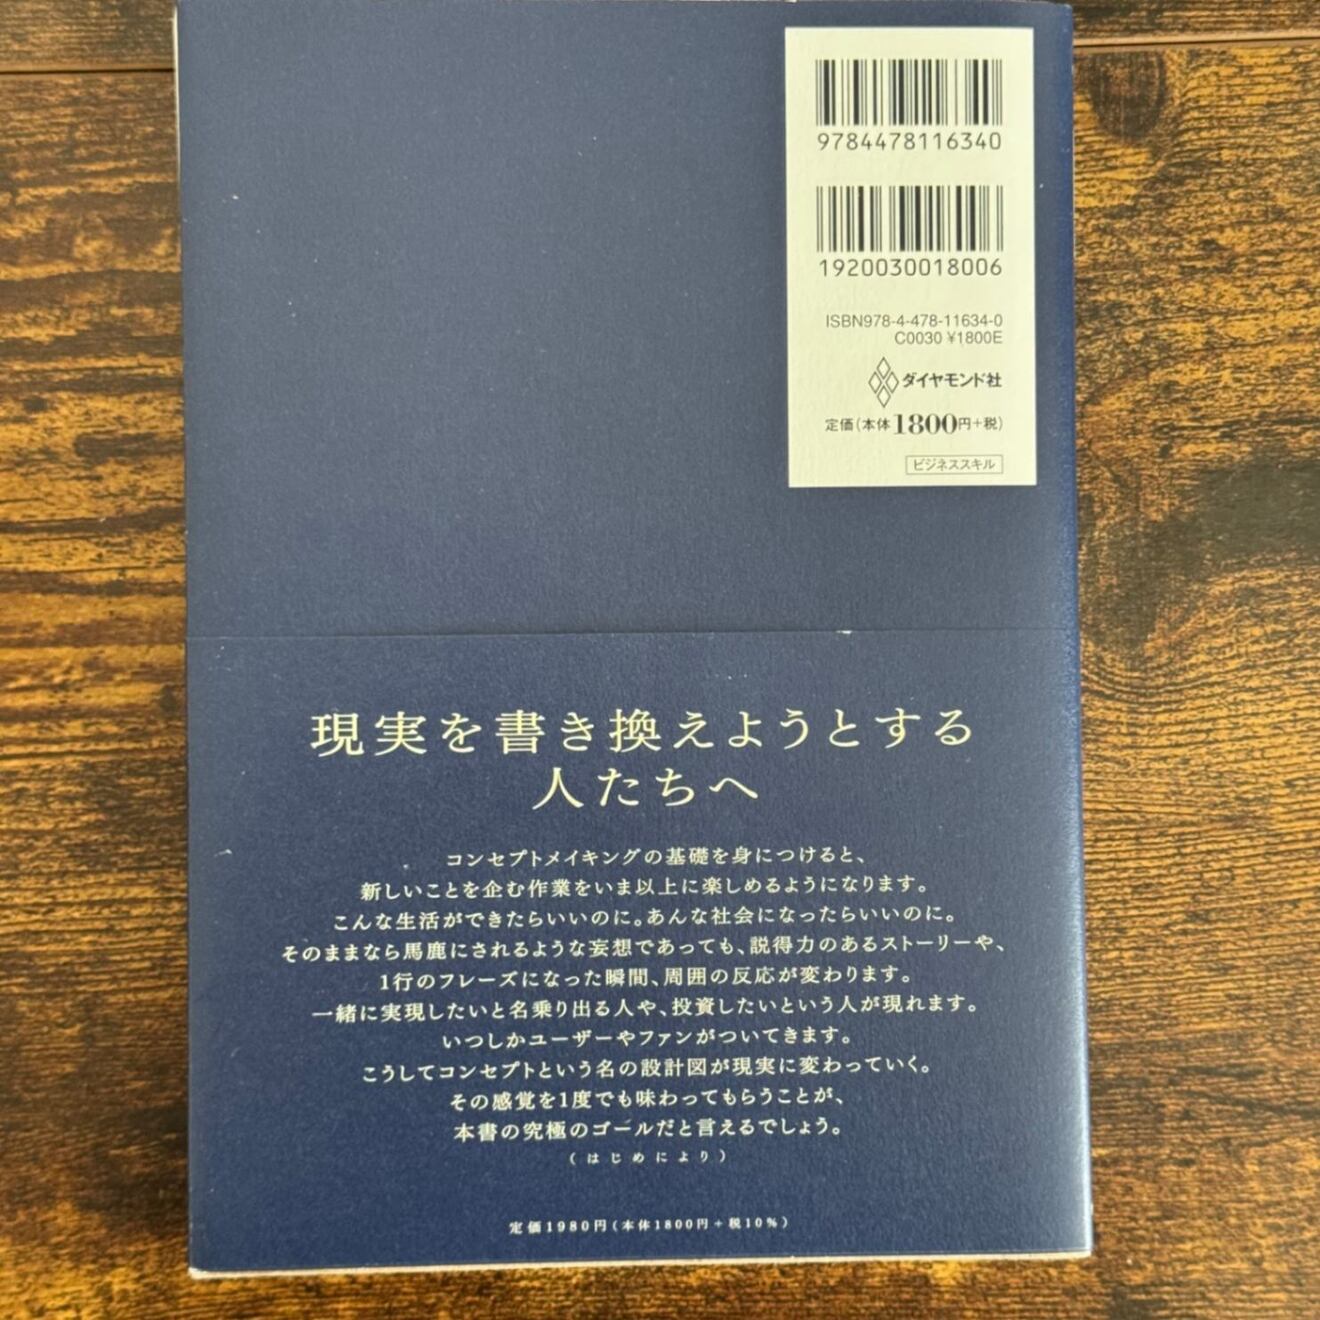 9784478116340
1920030018006
ISBN978-4-478-11634-0
C0030 ¥1800E
ダイヤモンド社
定価(本体1800円+税)
ビジネススキル
現実を書き換えようとする
人たちへ
コンセプトメイキングの基礎を身につけると、
新しいことを企む作業をいま以上に楽しめるようになります。
こんな生活ができたらいいのに。あんな社会になったらいいのに。
そのままなら馬鹿にされるような妄想であっても、説得力のあるストーリーや、
1行のフレーズになった瞬間、周囲の反応が変わります。
一緒に実現したいと名乗り出る人や、投資したいという人が現れます。
いつしかユーザーやファンがついてきます。
こうしてコンセプトという名の設計図が現実に変わっていく。
その感覚を1度でも味わってもらうことが、
本書の究極のゴールだと言えるでしょう。
(はじめにより)
定価1980円(本体1800円+税10%)